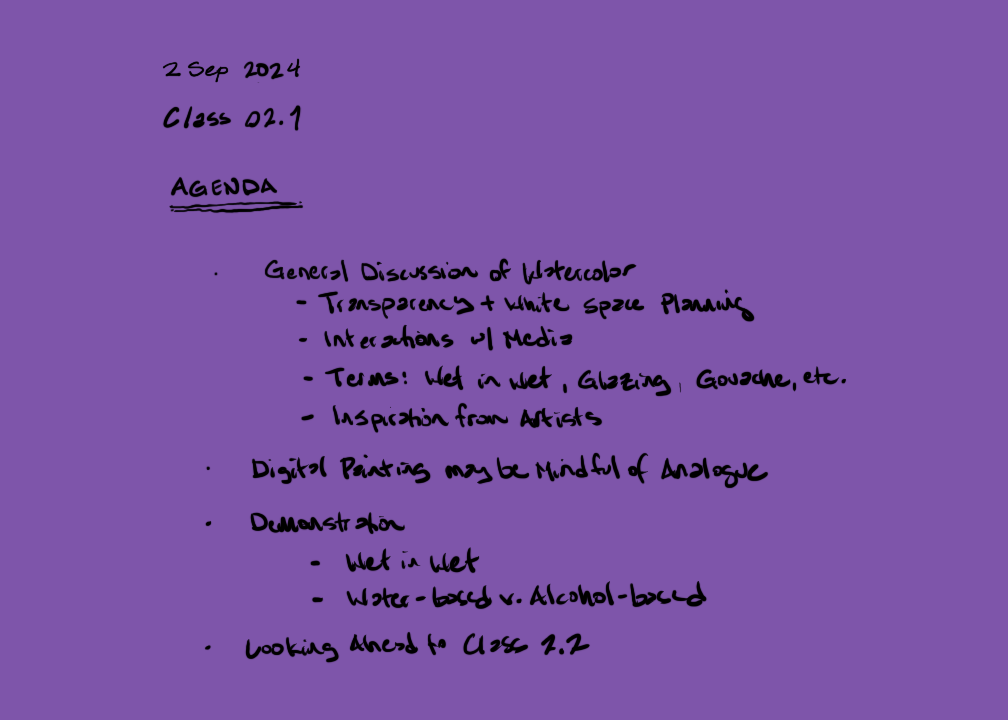 2 Sep 2024
Class 02.1
AGENDA
· General Discussion of Watercolor
- Transparency + White Space Planning
- Interactions w/ Media
- Terms: Wet in Wet, Glazing, Gouache, etc.
- Inspiration from Artists
· Digital Painting may be Mindful of Analogue
· Demonstration
- Wet in Wet
- Water-based v. Alcohol-based
· Looking Ahead to Class 2.2